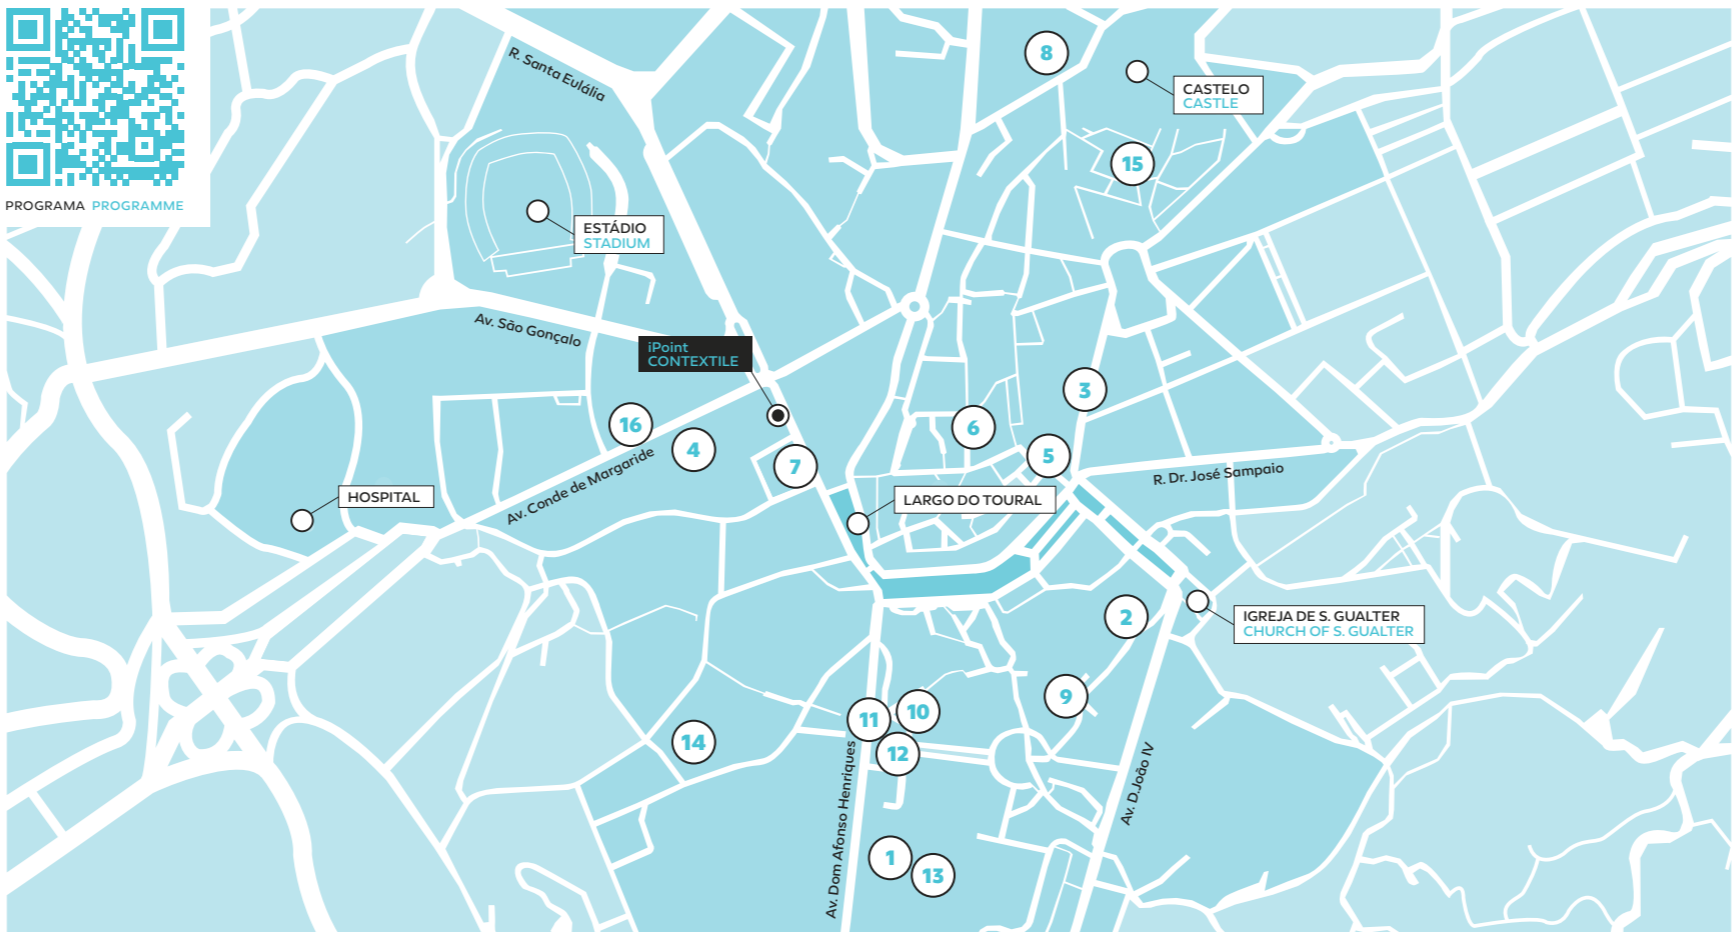 PROGRAMA PROGRAMME
R. Santa Eulália
8
CASTELO
CASTLE
15
ESTÁDIO
STADIUM
Av. São Gonçalo
iPoint
CONTEXTILE
3
16
4
6
7
5
Av. Conde de Margaride
R. Dr. José Sampaio
HOSPITAL
LARGO DO TOURAL
2
IGREJA DE S. GUALTER
CHURCH OF S. GUALTER
9
11
10
14
12
Av. Dom Afonso Henriques
Av. D.João IV
1
13